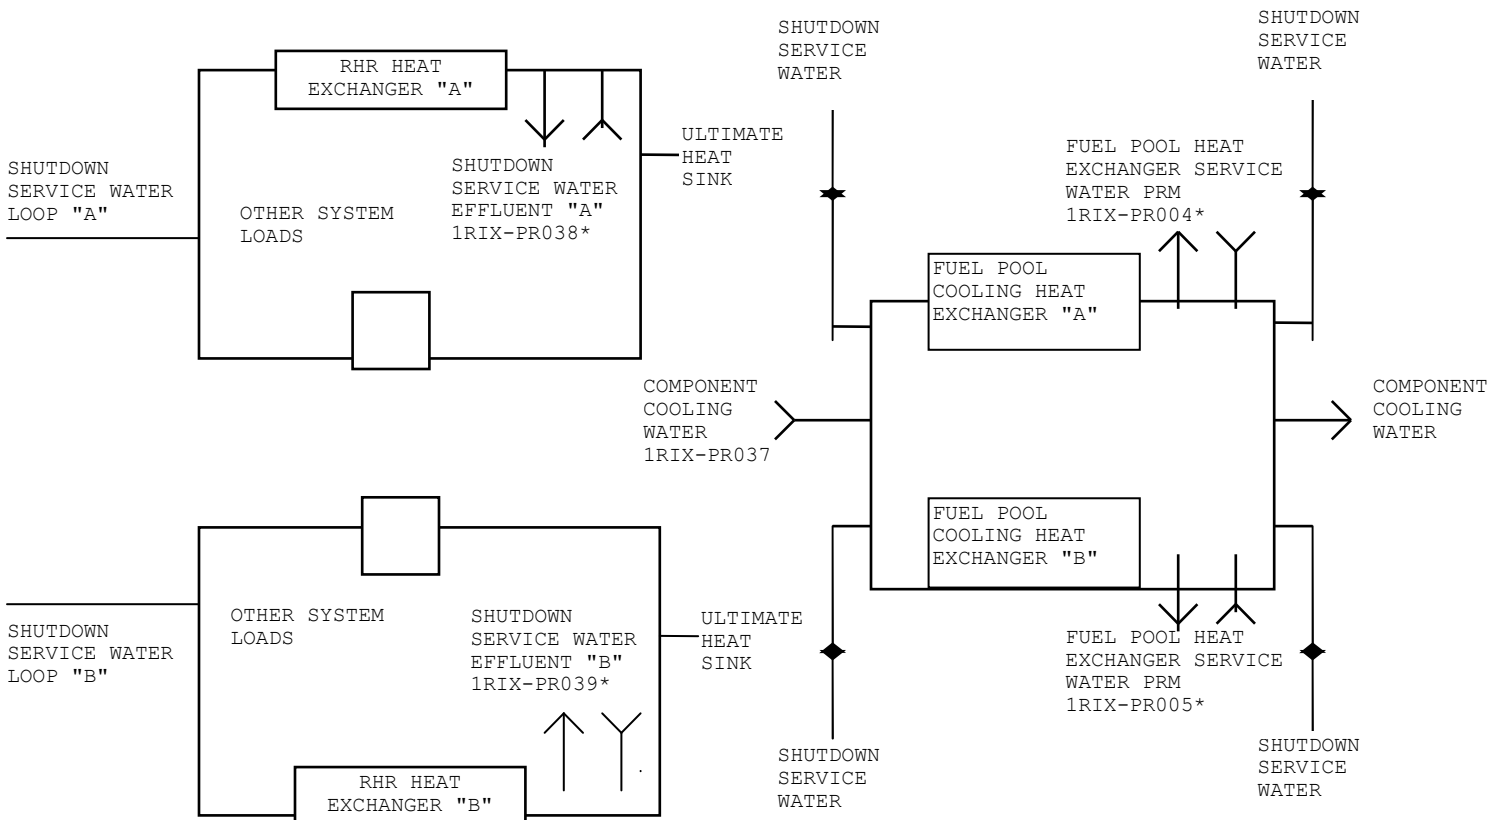 RHR HEAT
EXCHANGER "A"
SHUTDOWN
SERVICE WATER
LOOP "A"
OTHER SYSTEM
LOADS
SHUTDOWN
SERVICE WATER
EFFLUENT "A"
1RIX-PR038*
ULTIMATE
HEAT
SINK
SHUTDOWN
SERVICE WATER
LOOP "B"
OTHER SYSTEM
LOADS
SHUTDOWN
SERVICE WATER
EFFLUENT "B"
1RIX-PR039*
ULTIMATE
HEAT
SINK
RHR HEAT
EXCHANGER "B"
SHUTDOWN
SERVICE
WATER
SHUTDOWN
SERVICE
WATER
FUEL POOL HEAT
EXCHANGER SERVICE
WATER PRM
1RIX-PR004*
FUEL POOL
COOLING HEAT
EXCHANGER "A"
COMPONENT
COOLING
WATER
1RIX-PR037
COMPONENT
COOLING
WATER
FUEL POOL
COOLING HEAT
EXCHANGER "B"
FUEL POOL HEAT
EXCHANGER SERVICE
WATER PRM
1RIX-PR005*
SHUTDOWN
SERVICE
WATER
SHUTDOWN
SERVICE
WATER